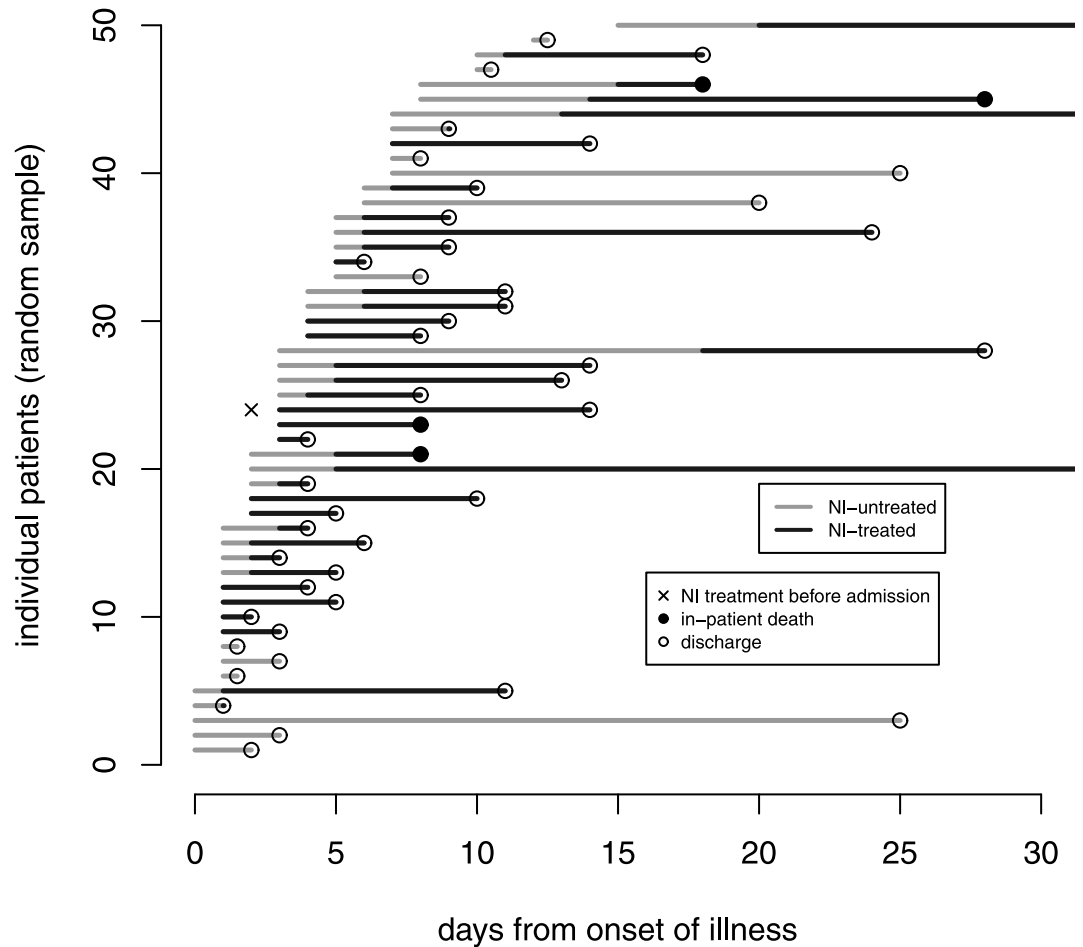 individual patients (random sample)
50
40
30
20
10
0
NI−untreated
NI−treated
NI treatment before admission
in−patient death
discharge
0 5 10 15 20 25 30
days from onset of illness